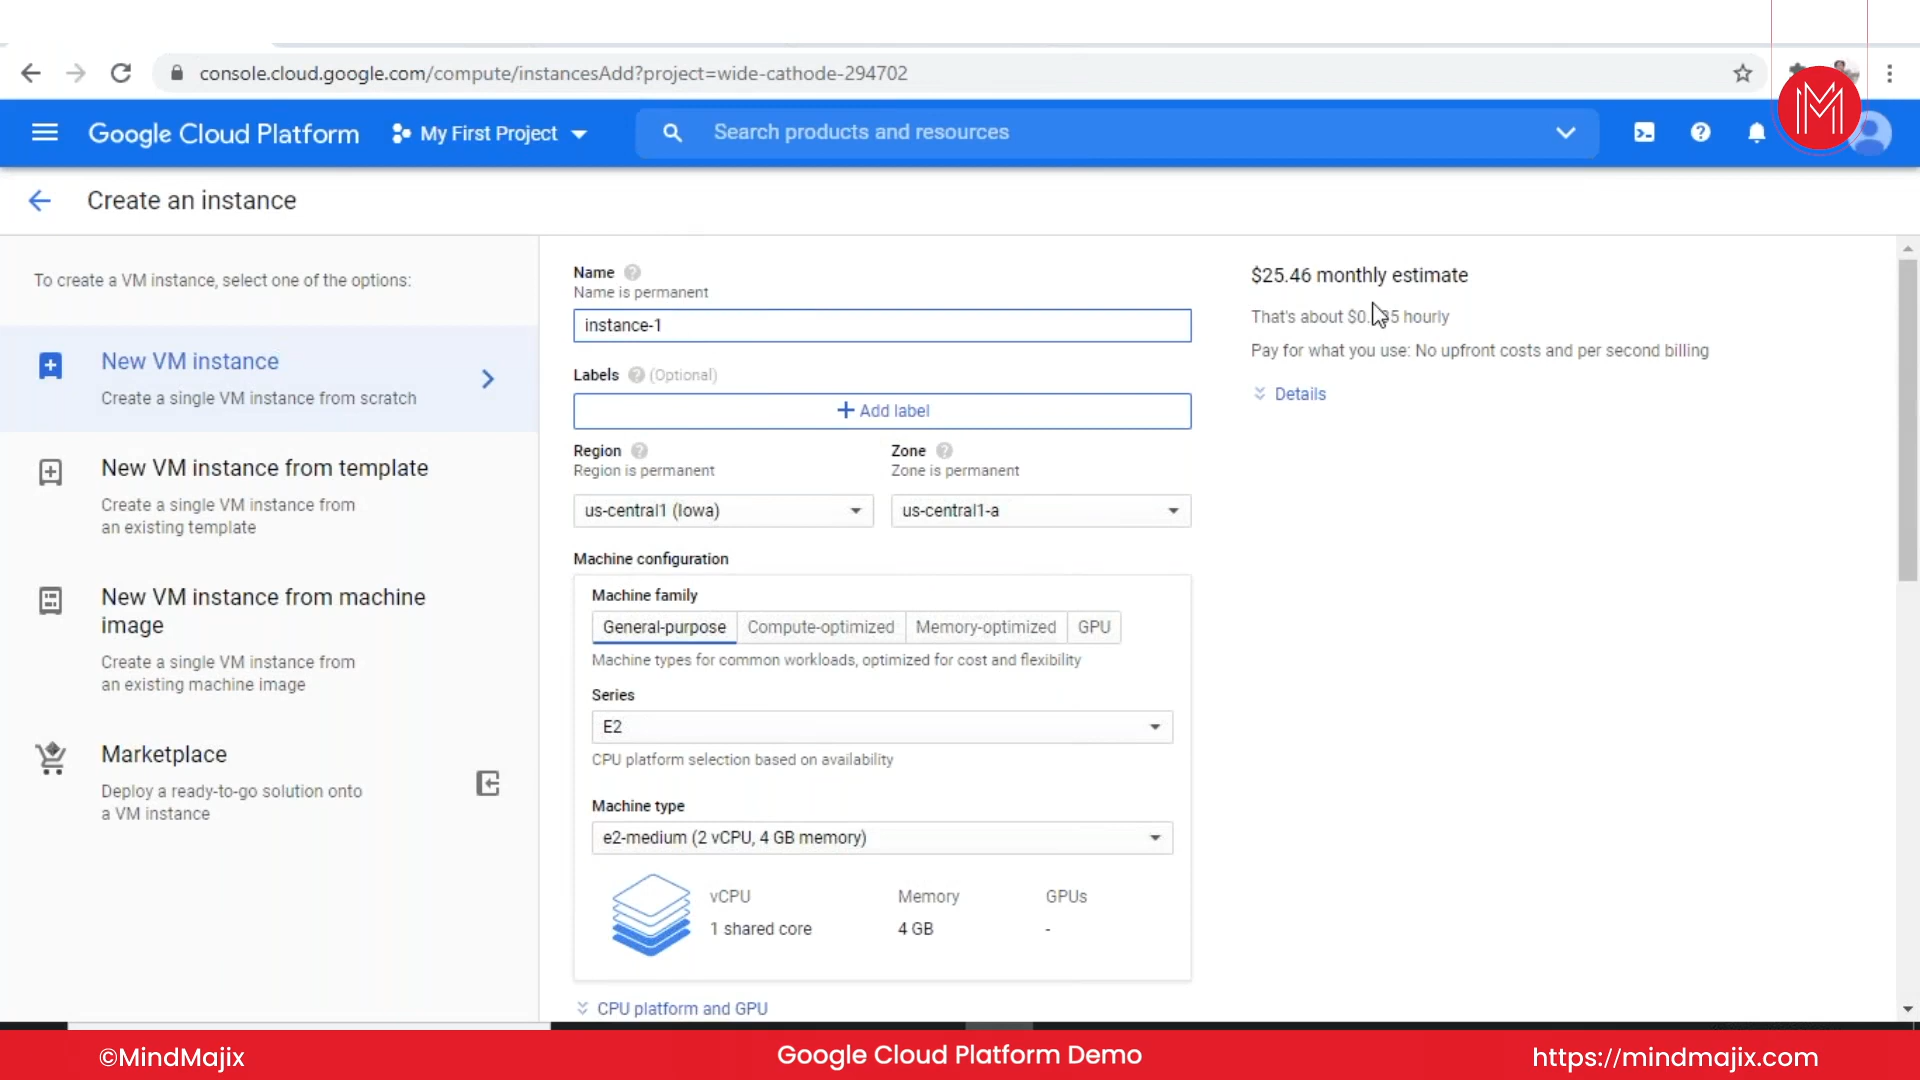 console.cloud.google.com/compute/instancesAdd?project=wide-cathode-294702
Google Cloud Platform
My First Project
Search products and resources
Create an instance
To create a VM instance, select one of the options:
New VM instance
Create a single VM instance from scratch
New VM instance from template
Create a single VM instance from
an existing template
New VM instance from machine
image
Create a single VM instance from
an existing machine image
Marketplace
Deploy a ready-to-go solution onto
a VM instance
Name
Name is permanent
instance-1
Labels (Optional)
Add label
Region
Region is permanent
us-central1 (Iowa)
Zone
Zone is permanent
us-central1-a
Machine configuration
Machine family
General-purpose Compute-optimized Memory-optimized GPU
Machine types for common workloads, optimized for cost and flexibility
Series
E2
CPU platform selection based on availability
Machine type
e2-medium (2 vCPU, 4 GB memory)
vCPU Memory GPUs
1 shared core 4 GB -
CPU platform and GPU
$25.46 monthly estimate
That's about hourly
Pay for what you use: No upfront costs and per second billing
Details
M
©MindMajix
Google Cloud Platform Demo
https://mindmajix.com